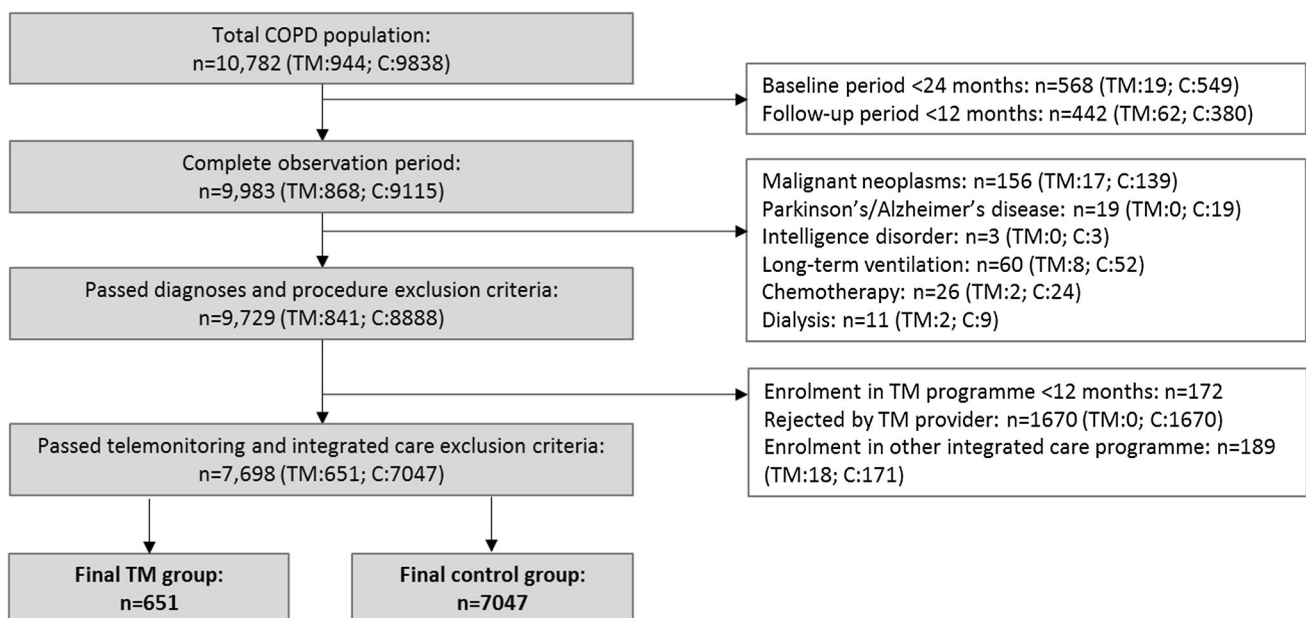 Total COPD population:
n=10,782 (TM:944; C:9838)
Baseline period <24 months: n=568 (TM:19; C:549)
Follow-up period <12 months: n=442 (TM:62; C:380)
Complete observation period:
n=9,983 (TM:868; C:9115)
Malignant neoplasms: n=156 (TM:17; C:139)
Parkinson's/Alzheimer's disease: n=19 (TM:0; C:19)
Intelligence disorder: n=3 (TM:0; C:3)
Long-term ventilation: n=60 (TM:8; C:52)
Chemotherapy: n=26 (TM:2; C:24)
Dialysis: n=11 (TM:2; C:9)
Passed diagnoses and procedure exclusion criteria:
n=9,729 (TM:841; C:8888)
Enrolment in TM programme <12 months: n=172
Rejected by TM provider: n=1670 (TM:0; C:1670)
Enrolment in other integrated care programme: n=189
(TM:18; C:171)
Passed telemonitoring and integrated care exclusion criteria:
n=7,698 (TM:651; C:7047)
Final TM group:
n=651
Final control group:
n=7047